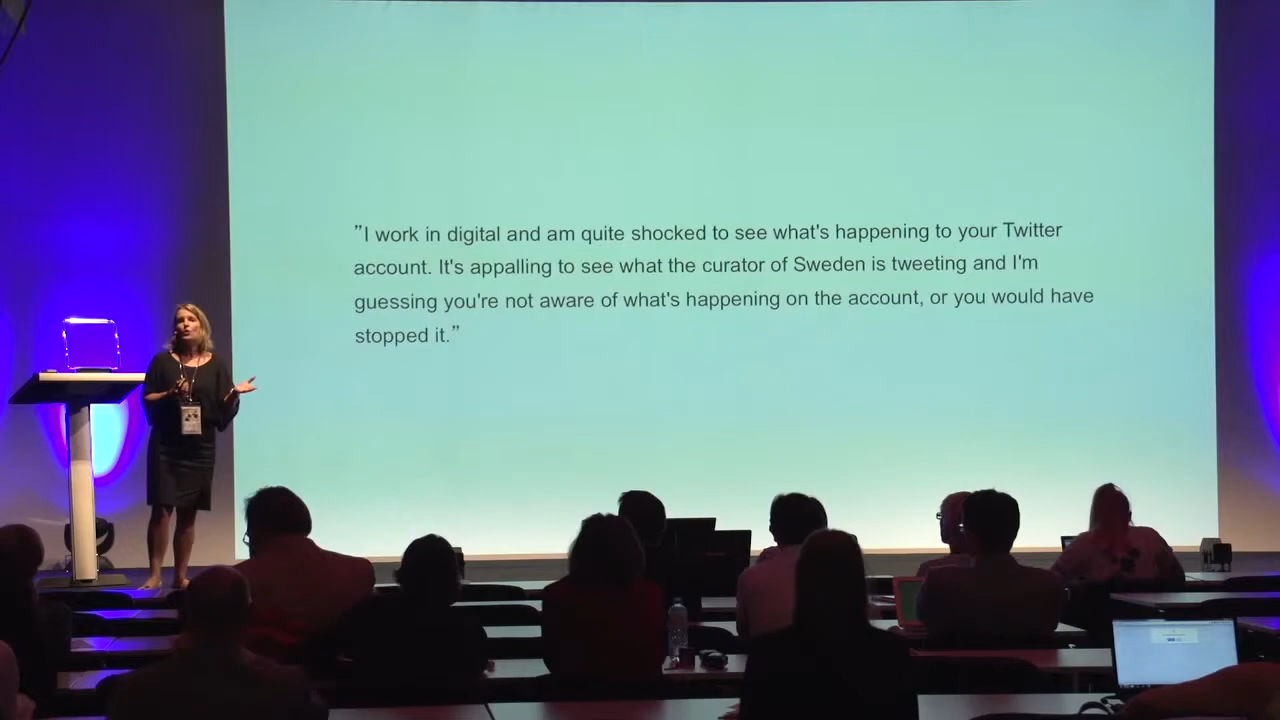 ”I work in digital and am quite shocked to see what's happening to your Twitter
account. It's appalling to see what the curator of Sweden is tweeting and I'm
guessing you're not aware of what's happening on the account, or you would have
stopped it.”